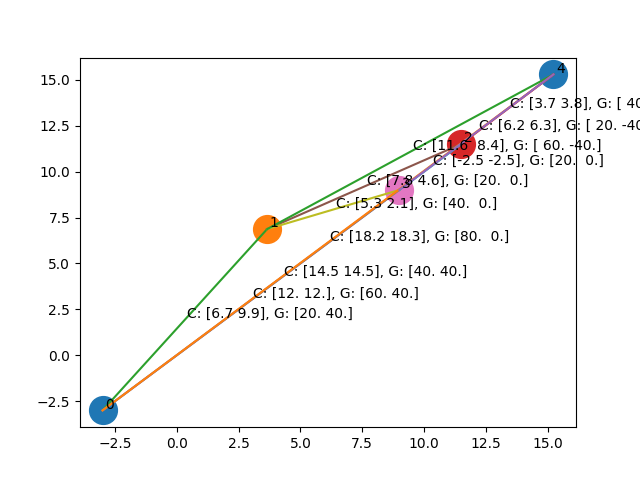 15.0
4
C: [3.7 3.8], G: [ 40
12.5
C: [6.2 6.3], G: [ 20. -40
2
C: [11.6 8.4], G: [ 60. -40.]
10.0
C: [-2.5 -2.5], G: [20. 0.]
C: [7.8 4.6], G: [20. 0.]
3
C: [5.3 2.1], G: [40. 0.]
7.5
1
C: [18.2 18.3], G: [80. 0.]
5.0
C: [14.5 14.5], G: [40. 40.]
C: [12. 12.], G: [60. 40.]
2.5
C: [6.7 9.9], G: [20. 40.]
0.0
−2.5
0
−2.5 0.0 2.5 5.0 7.5 10.0 12.5 15.0